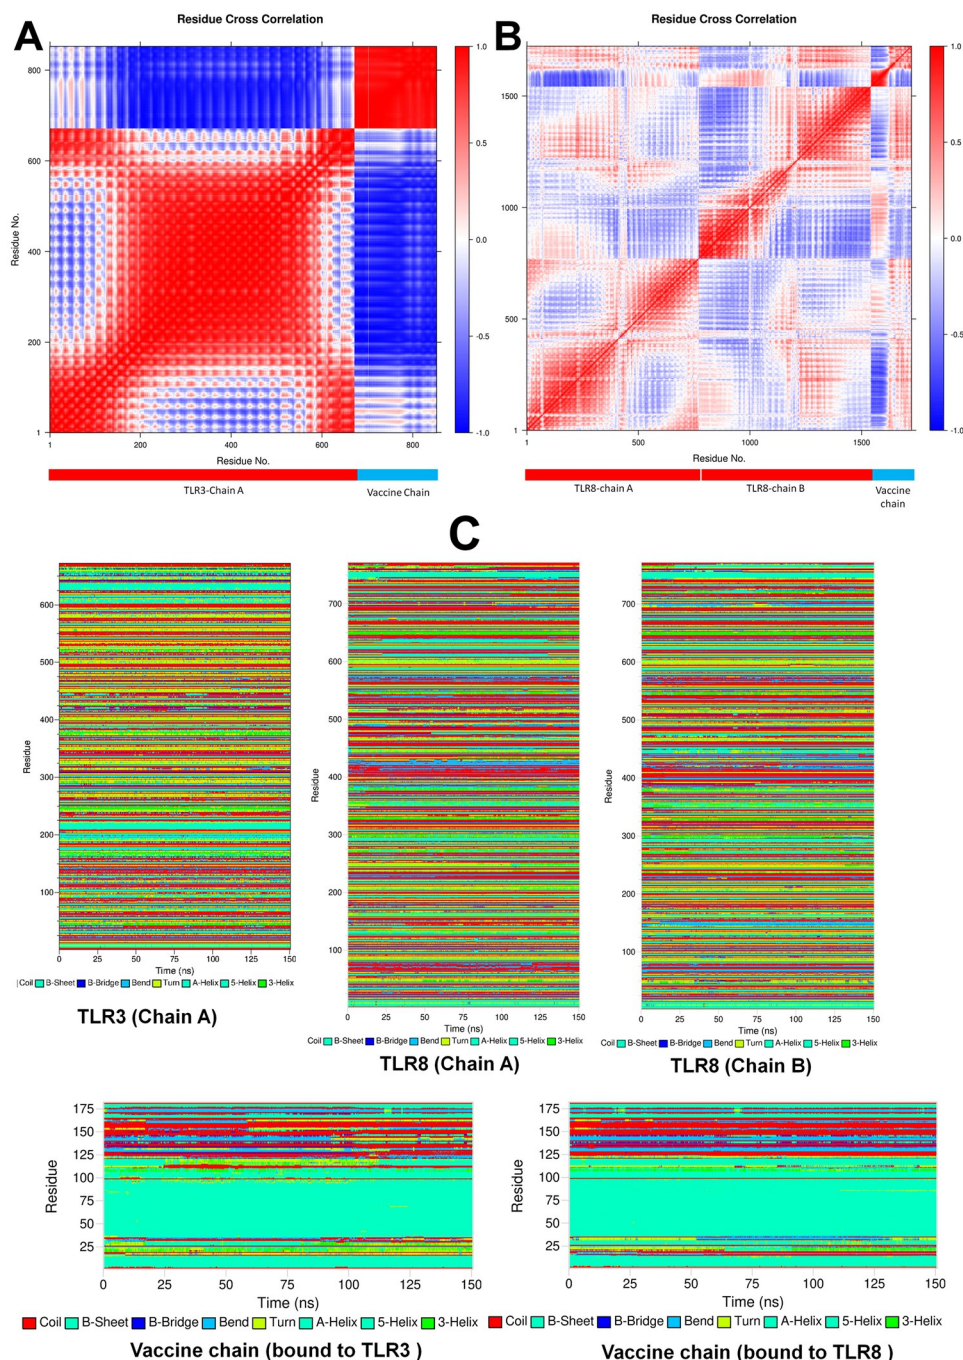 A
Residue Cross Correlation
B
Residue Cross Correlation
Residue No.
800
600
400
200
1
1 200 400 600 800
Residue No.
1.0
0.5
0.0
-0.5
-1.0
TLR3-Chain A Vaccine Chain
1500
1000
500
1
1 500 1000 1500
Residue No.
1.0
0.5
0.0
-0.5
-1.0
TLR8-chain A TLR8-chain B Vaccine
chain
C
Residue
600
500
400
300
200
100
0 25 50 75 100 125 150
Time (ns)
Coil B-Sheet B-Bridge Bend Turn A-Helix 5-Helix 3-Helix
TLR3 (Chain A)
Residue
700
600
500
400
300
200
100
0 25 50 75 100 125 150
Time (ns)
Coil B-Sheet B-Bridge Bend Turn A-Helix 5-Helix 3-Helix
TLR8 (Chain A)
Residue
700
600
500
400
300
200
100
0 25 50 75 100 125 150
Time (ns)
Coil B-Sheet B-Bridge Bend Turn A-Helix 5-Helix 3-Helix
TLR8 (Chain B)
Residue
175
150
125
100
75
50
25
0 25 50 75 100 125 150
Time (ns)
Coil B-Sheet B-Bridge Bend Turn A-Helix 5-Helix 3-Helix
Vaccine chain (bound to TLR3 )
Residue
175
150
125
100
75
50
25
0 25 50 75 100 125 150
Time (ns)
Coil B-Sheet B-Bridge Bend Turn A-Helix 5-Helix 3-Helix
Vaccine chain (bound to TLR8 )